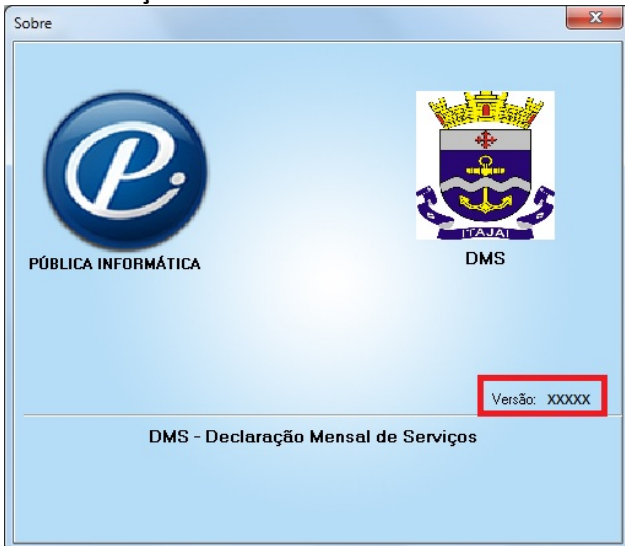 Sobre
PÚBLICA INFORMÁTICA
ITAJAÍ
DMS
Versão: XXXXX
DMS - Declaração Mensal de Serviços